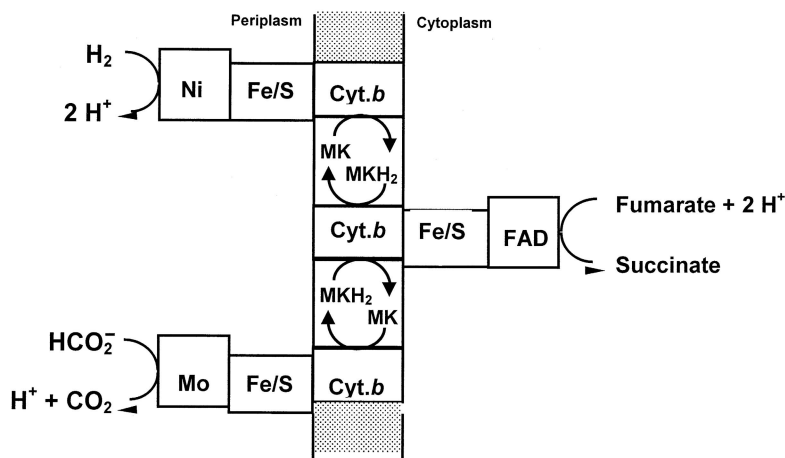 Periplasm
Cytoplasm
H₂
2 H⁺
Ni
Fe/S
Cyt.b
MK
MKH₂
Cyt.b
Fe/S
FAD
Fumarate + 2 H⁺
Succinate
MKH₂
MK
HCO₂⁻
H⁺ + CO₂
Mo
Fe/S
Cyt.b